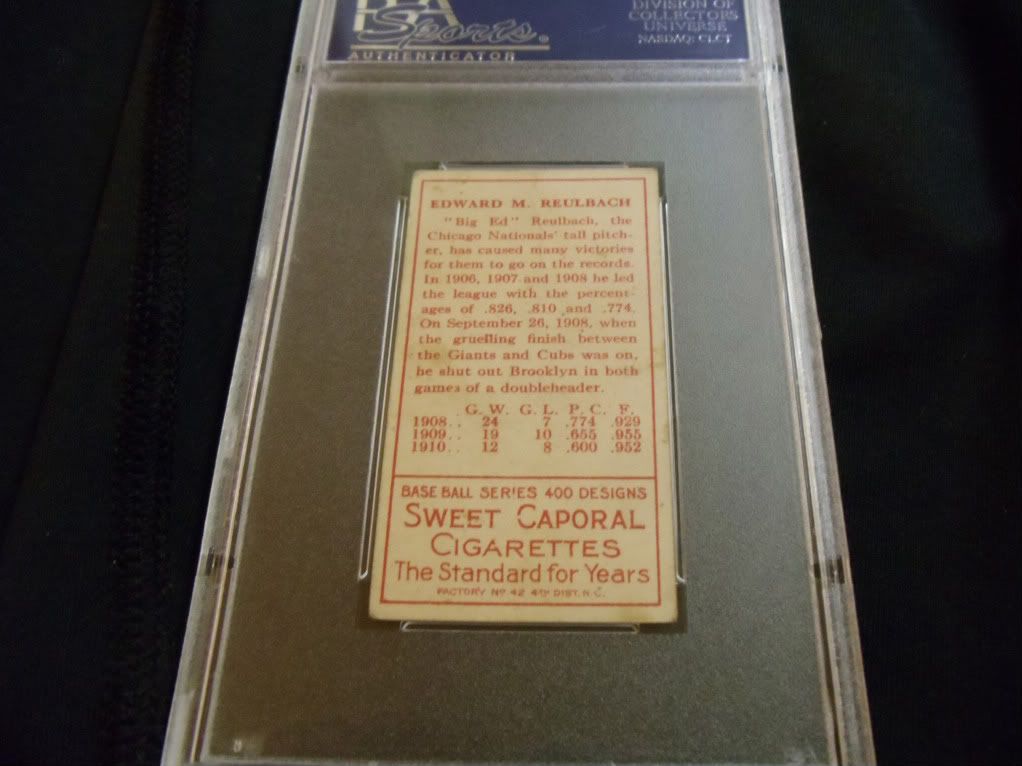 PSA
Sports®
AUTHENTICATOR
DIVISION OF
COLLECTORS
UNIVERSE
NASDAQ: CLCT
EDWARD M. REULBACH
"Big Ed" Reulbach, the
Chicago Nationals' tall pitch-
er, has caused many victories
for them to go on the records.
In 1906, 1907 and 1908 he led
the league with the percent-
ages of .826, .810 and .774.
On September 26, 1908, when
the gruelling finish between
the Giants and Cubs was on,
he shut out Brooklyn in both
games of a doubleheader.
G. W. G. L. P. C. F.
1908.. 24 7 .774 .929
1909.. 19 10 .655 .955
1910.. 12 8 .600 .952
BASE BALL SERIES 400 DESIGNS
SWEET CAPORAL
CIGARETTES
The Standard for Years
FACTORY NO 42 4TH DIST. N.C.